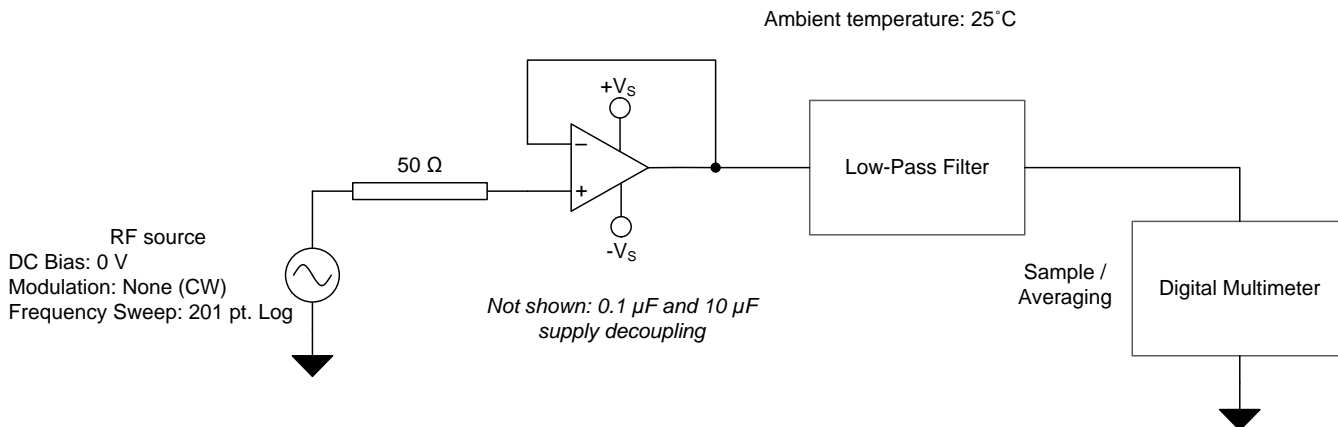 Ambient temperature: 25˚C
+VS
−
50 Ω
+
Low-Pass Filter
-VS
RF source
DC Bias: 0 V
Modulation: None (CW)
Frequency Sweep: 201 pt. Log
Not shown: 0.1 µF and 10 µF
supply decoupling
Sample /
Averaging
Digital Multimeter